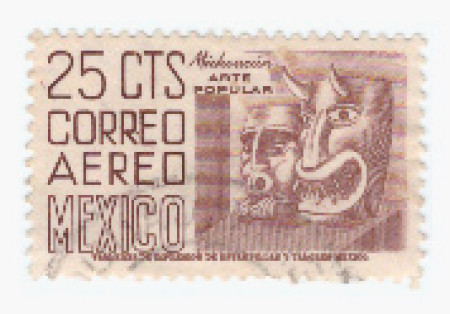 25 CTS
CORREO
AEREO
MEXICO
Michoacán
ARTE
POPULAR